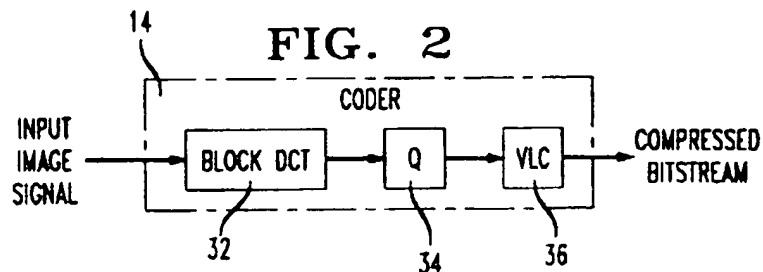 FIG. 2
14
CODER
INPUT
IMAGE
SIGNAL
BLOCK DCT
Q
VLC
COMPRESSED
BITSTREAM
32
34
36